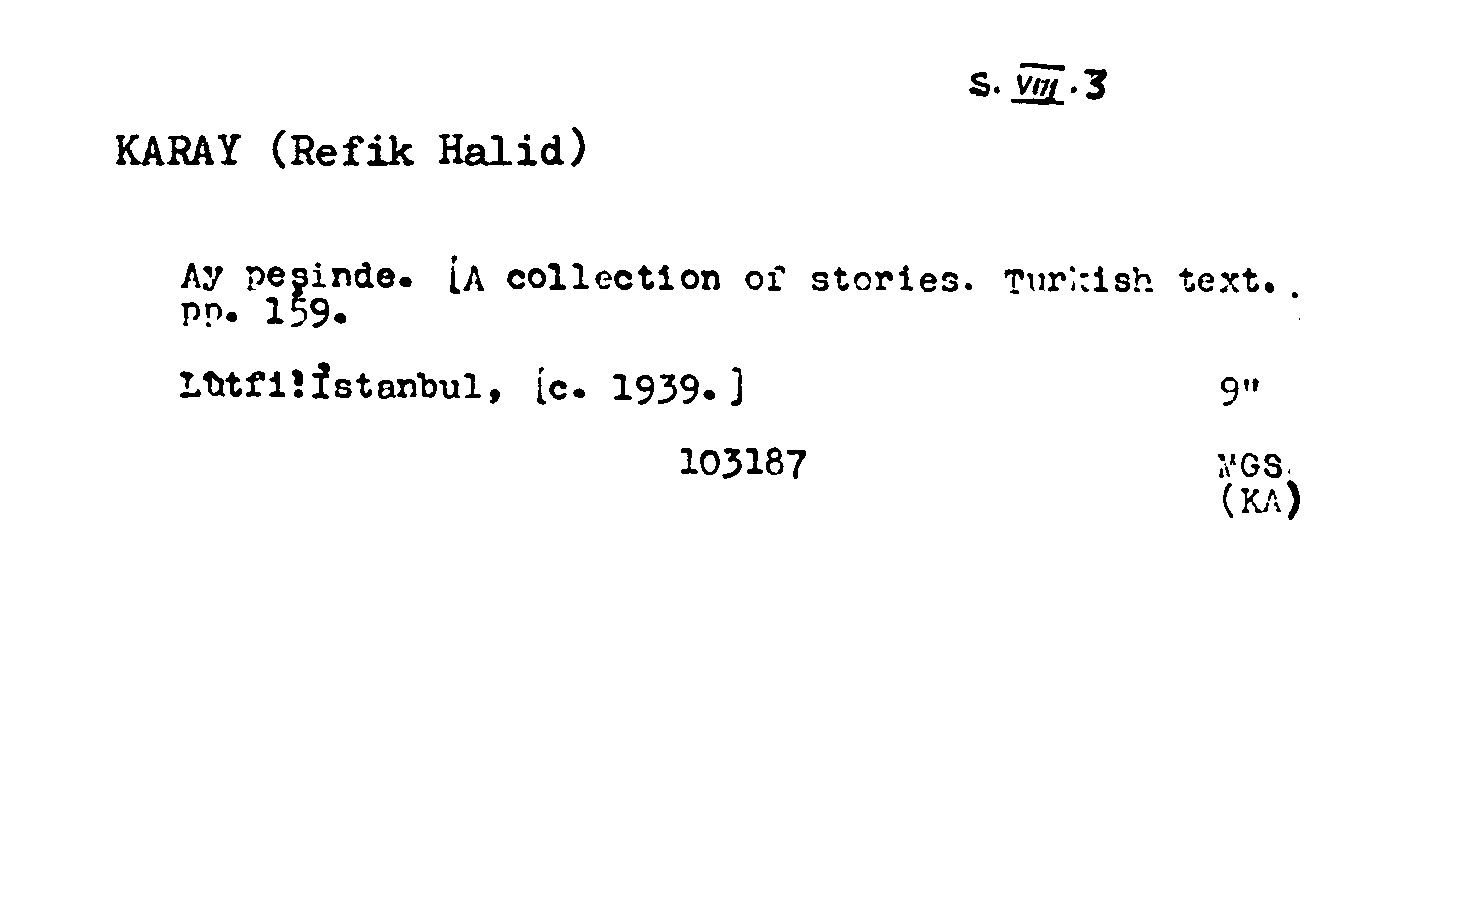 S. VIII. 3
KARAY (Refik Halid)
Ay peşinde. [A collection of stories. Turkish text..
pp. 159.
Lûtfi: İstanbul, [c. 1939.]
9"
103187
MGS.
(KA)